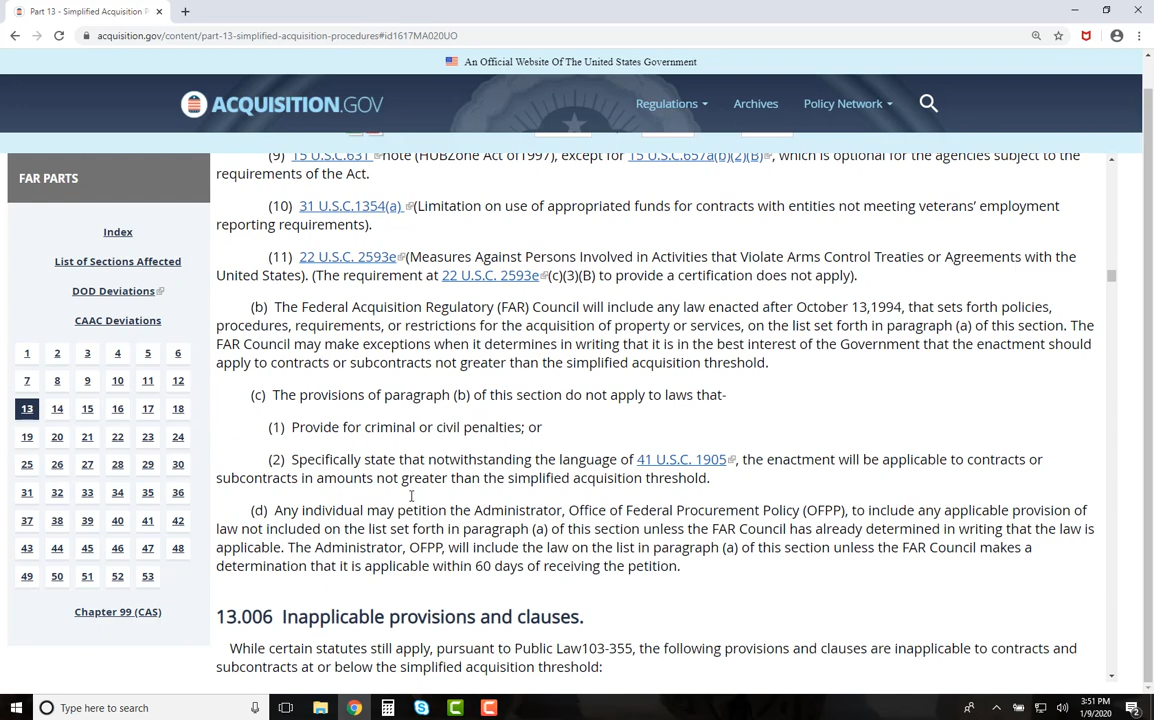 Part 13 - Simplified Acquisition P
acquisition.gov/content/part-13-simplified-acquisition-procedures#id1617MA020UO
An Official Website Of The United States Government
ACQUISITION.GOV
Regulations
Archives
Policy Network
FAR PARTS
Index
List of Sections Affected
DOD Deviations
CAAC Deviations
1 2 3 4 5 6
7 8 9 10 11 12
13 14 15 16 17 18
19 20 21 22 23 24
25 26 27 28 29 30
31 32 33 34 35 36
37 38 39 40 41 42
43 44 45 46 47 48
49 50 51 52 53
Chapter 99 (CAS)
(9) 15 U.S.C.631 note (HUBZone Act of1997), except for 15 U.S.C.657a(b)(2)(B), which is optional for the agencies subject to the
requirements of the Act.
(10) 31 U.S.C.1354(a) (Limitation on use of appropriated funds for contracts with entities not meeting veterans’ employment
reporting requirements).
(11) 22 U.S.C. 2593e(Measures Against Persons Involved in Activities that Violate Arms Control Treaties or Agreements with the
United States). (The requirement at 22 U.S.C. 2593e(c)(3)(B) to provide a certification does not apply).
(b) The Federal Acquisition Regulatory (FAR) Council will include any law enacted after October 13,1994, that sets forth policies,
procedures, requirements, or restrictions for the acquisition of property or services, on the list set forth in paragraph (a) of this section. The
FAR Council may make exceptions when it determines in writing that it is in the best interest of the Government that the enactment should
apply to contracts or subcontracts not greater than the simplified acquisition threshold.
(c) The provisions of paragraph (b) of this section do not apply to laws that-
(1) Provide for criminal or civil penalties; or
(2) Specifically state that notwithstanding the language of 41 U.S.C. 1905, the enactment will be applicable to contracts or
subcontracts in amounts not greater than the simplified acquisition threshold.
(d) Any individual may petition the Administrator, Office of Federal Procurement Policy (OFPP), to include any applicable provision of
law not included on the list set forth in paragraph (a) of this section unless the FAR Council has already determined in writing that the law is
applicable. The Administrator, OFPP, will include the law on the list in paragraph (a) of this section unless the FAR Council makes a
determination that it is applicable within 60 days of receiving the petition.
13.006 Inapplicable provisions and clauses.
While certain statutes still apply, pursuant to Public Law103-355, the following provisions and clauses are inapplicable to contracts and
subcontracts at or below the simplified acquisition threshold:
Type here to search
3:51 PM
1/9/2020
2